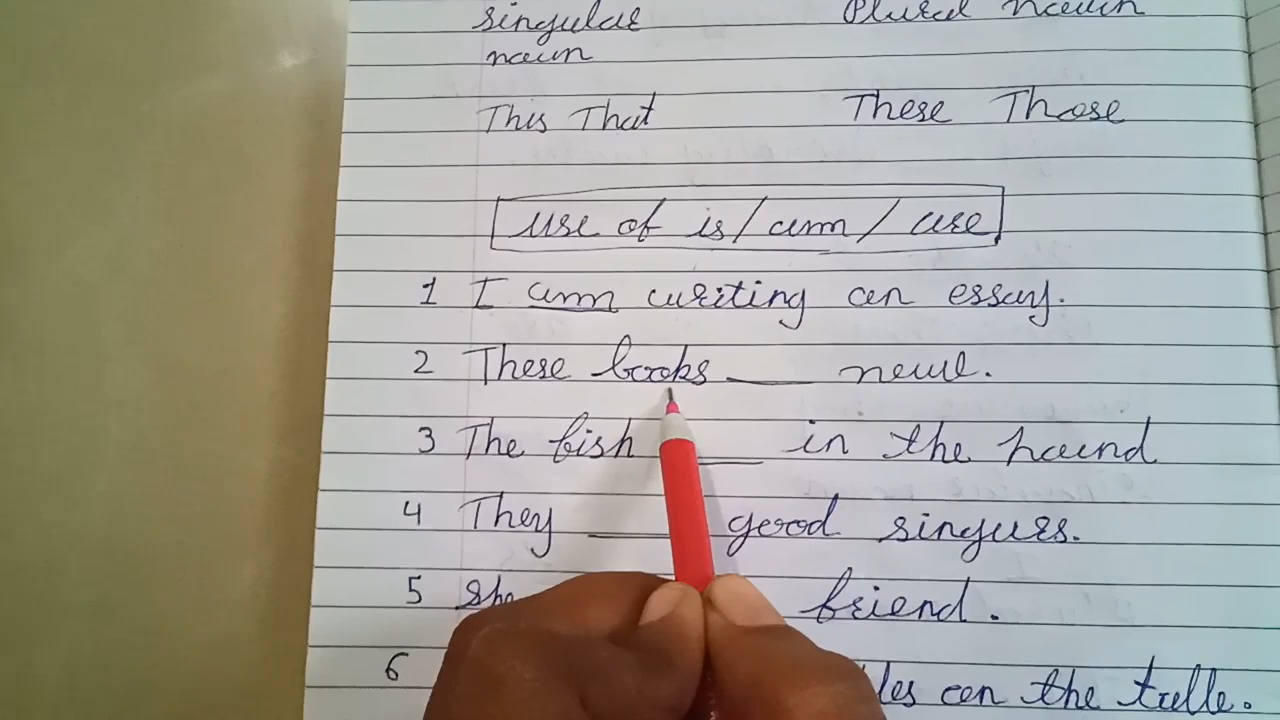 singular Plural noun
noun
This That These Those
use of is/am/are
1 I am writing an essay.
2 These books ___ new.
3 The fish ___ in the
4 They ___ good singers.
5 She friend.
6 on the table.